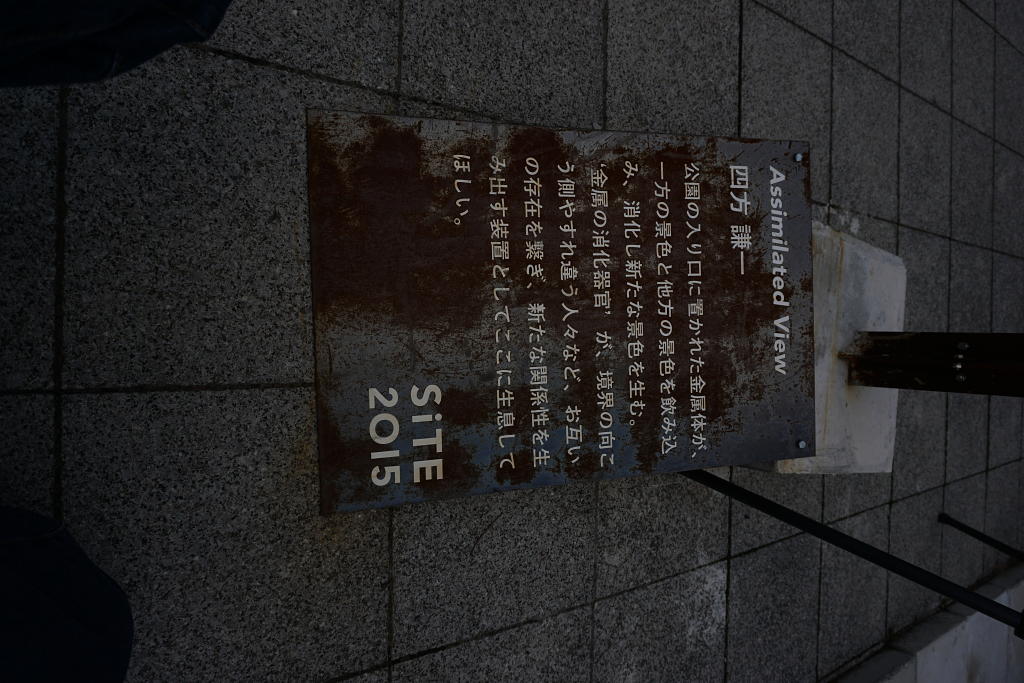 Assimilated View
四方 謙一
公園の入り口に置かれた金属体が、
一方の景色と他方の景色を飲み込
み、消化し新たな景色を生む。
‘金属の消化器官’が、境界の向こ
う側やすれ違う人々など、お互い
の存在を繋ぎ、新たな関係性を生
み出す装置としてここに生息して
ほしい。
SiTE
2015